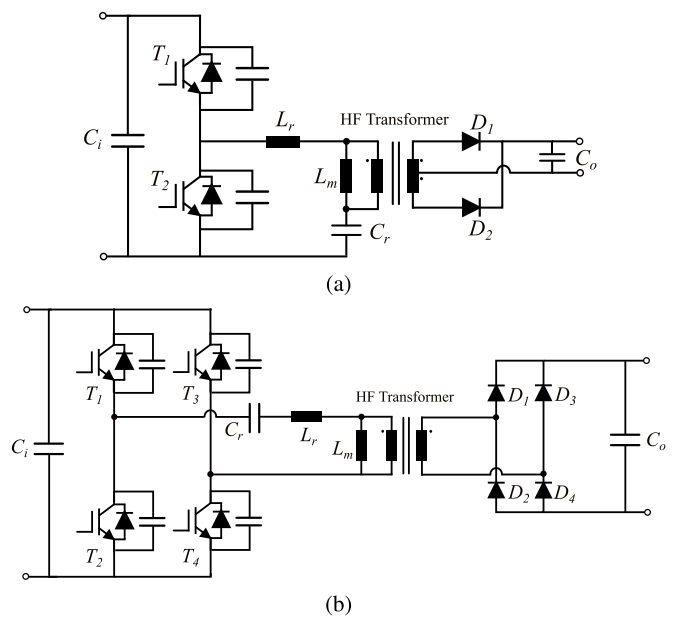 T1
Lr
HF Transformer
D1
Ci
Co
T2
Lm
Cr
D2
(a)
T1
T3
HF Transformer
D1
D3
Ci
Cr
Lr
Lm
Co
D2
D4
T2
T4
(b)